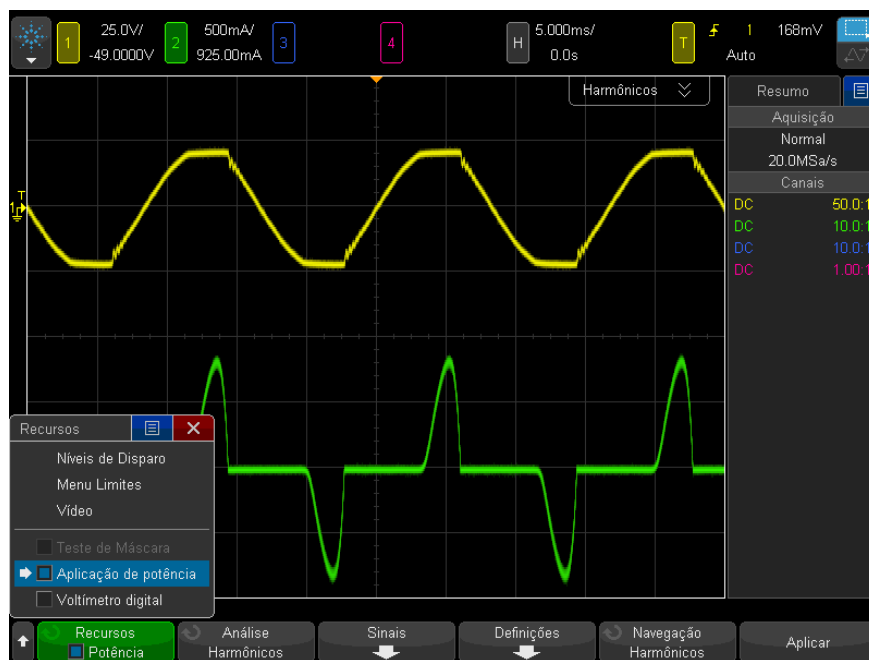 1 25.0V/ -49.0000V
2 500mA/ 925.00mA
3
4
H 5.000ms/ 0.0s
T 1 168mV Auto
Harmônicos
Resumo
Aquisição
Normal
20.0MSa/s
Canais
DC 50.0:1
DC 10.0:1
DC 10.0:1
DC 1.00:1
T
1
Recursos
Níveis de Disparo
Menu Limites
Vídeo
Teste de Máscara
Aplicação de potência
Voltímetro digital
Recursos
Potência
Análise
Harmônicos
Sinais
Definições
Navegação
Harmônicos
Aplicar